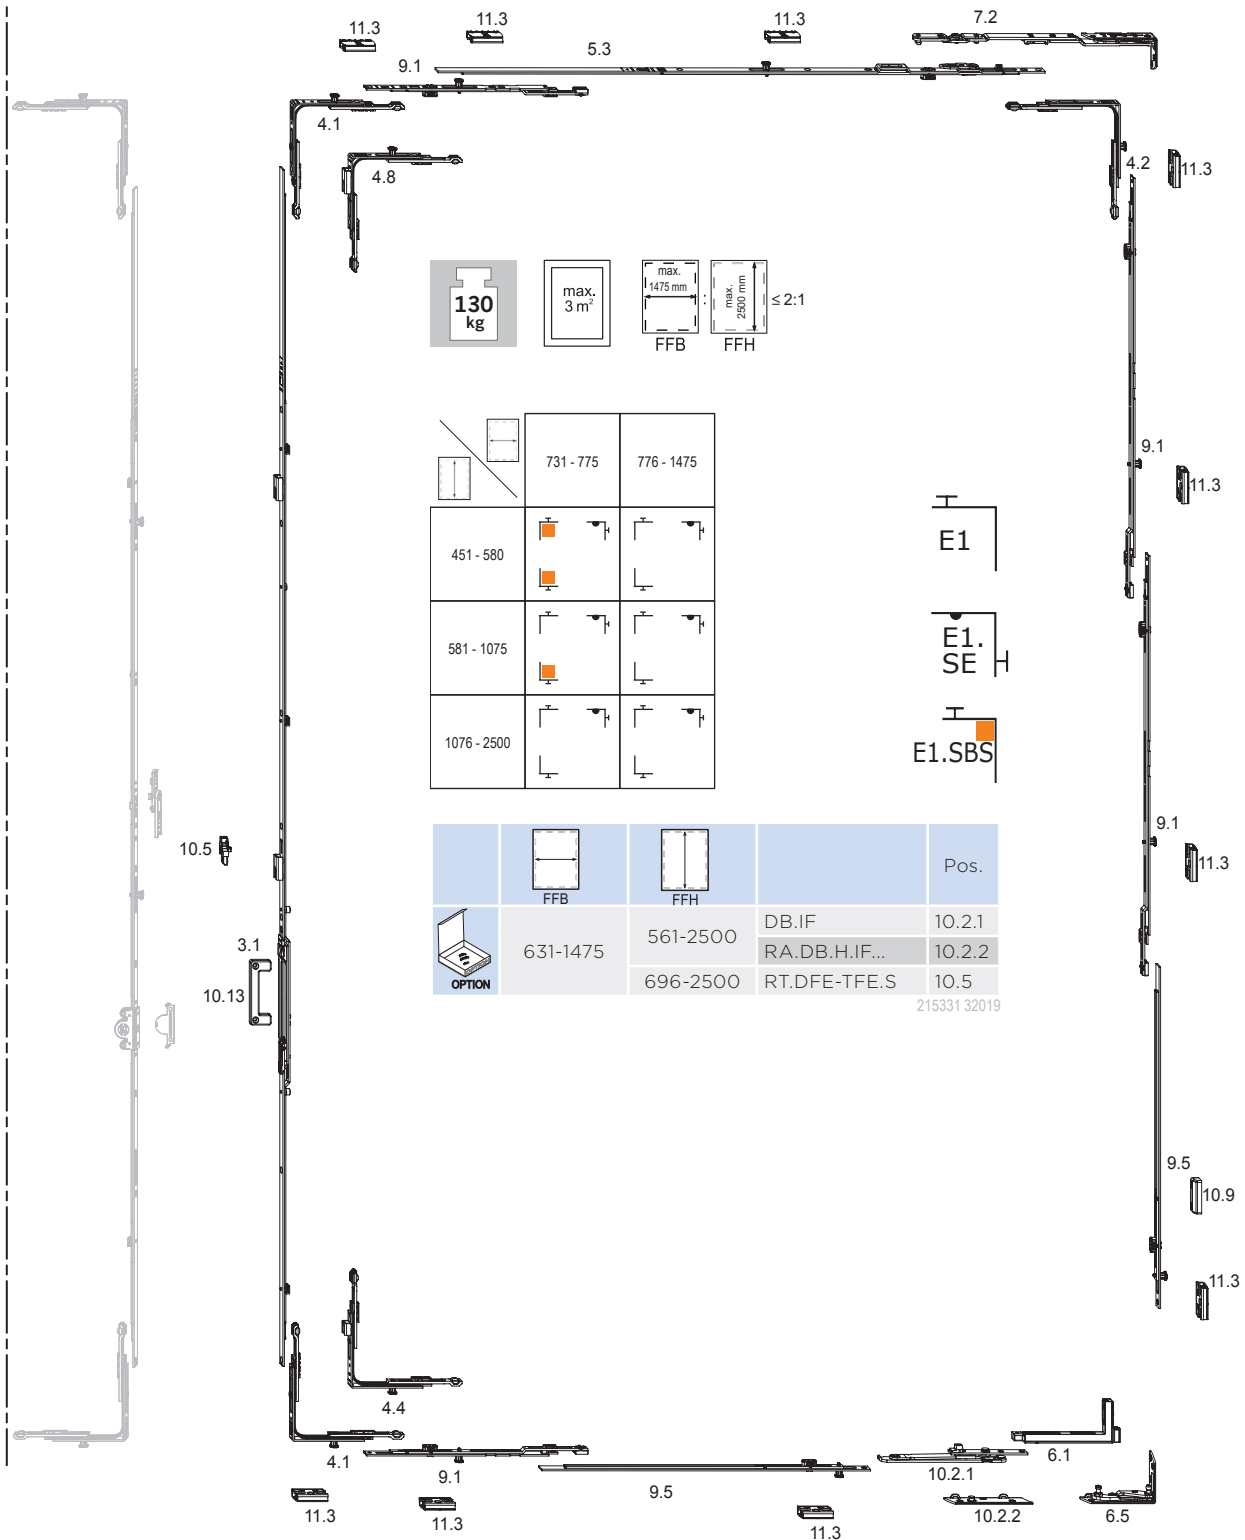 11.3
11.3
11.3
7.2
5.3
9.1
4.1
4.8
4.2
11.3
130
kg
max.
3 m²
max.
1475 mm
:
max.
2500 mm
≤ 2:1
FFB
FFH
9.1
11.3
731 - 775
776 - 1475
451 - 580
581 - 1075
1076 - 2500
E1
E1.
SE
E1.SBS
10.5
9.1
11.3
FFB
FFH
Pos.
OPTION
631-1475
561-2500
DB.IF
10.2.1
RA.DB.H.IF...
10.2.2
696-2500
RT.DFE-TFE.S
10.5
215331 32019
3.1
10.13
9.5
10.9
11.3
4.4
4.1
9.1
9.5
10.2.1
6.1
11.3
11.3
11.3
10.2.2
6.5